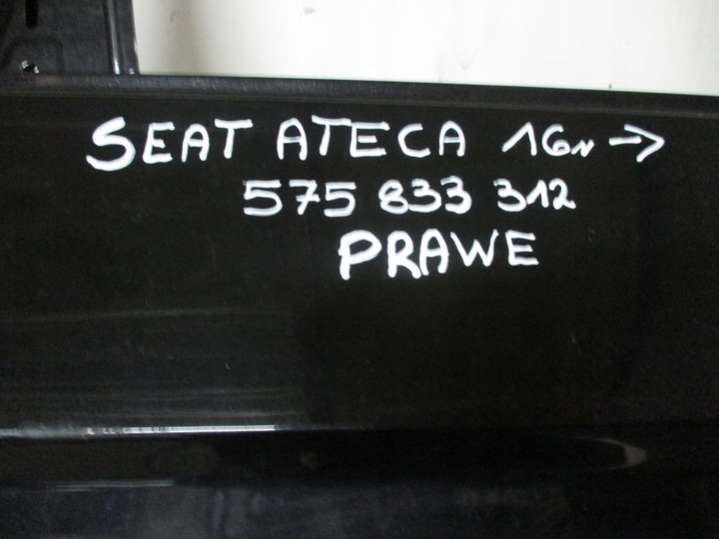 SEAT ATECA 16r →
575 833 312
PRAWE